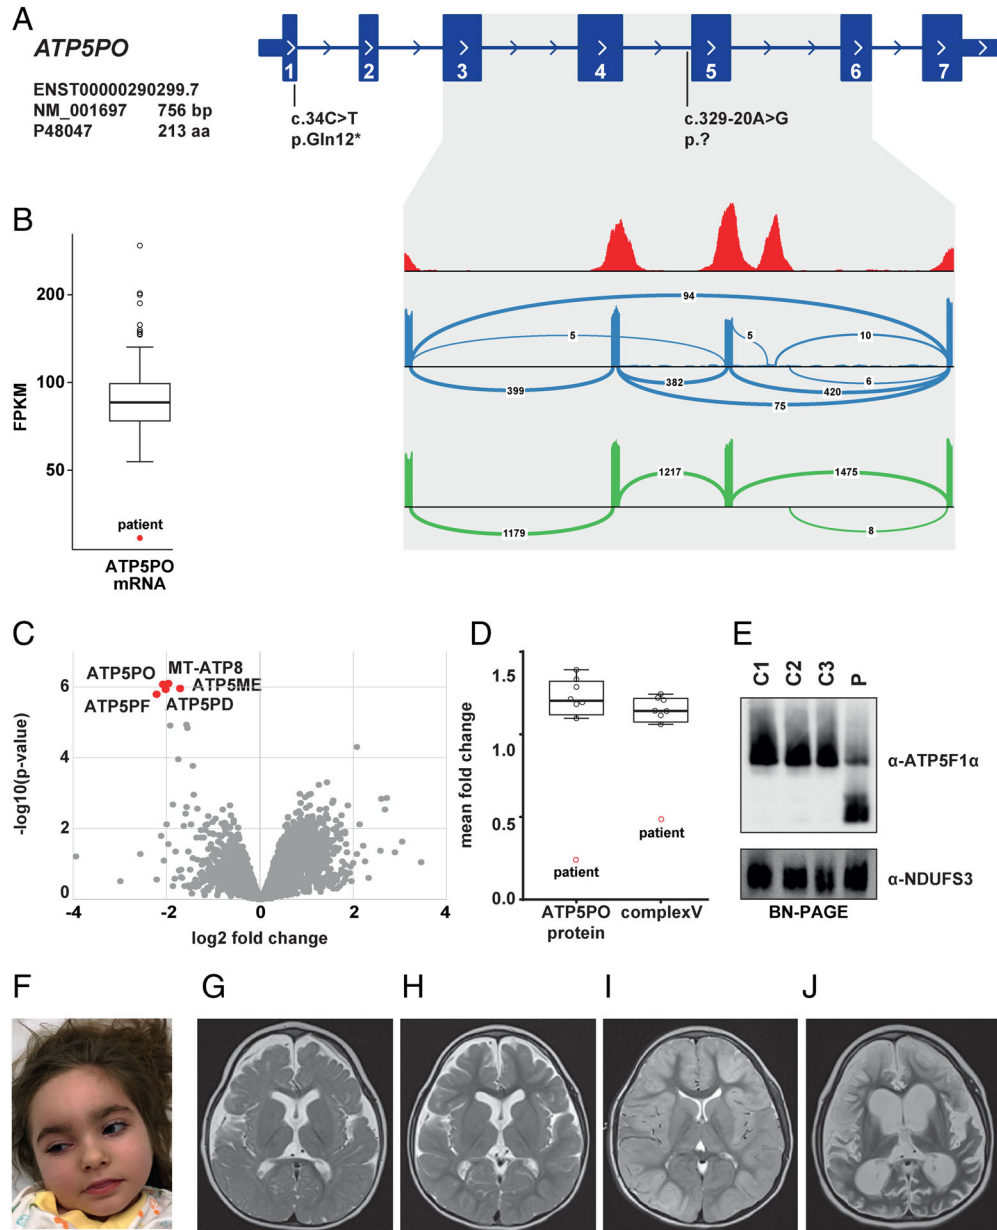 A
ATP5PO
ENST00000290299.7
NM_001697 756 bp
P48047 213 aa
1 2 3 4 5 6 7
c.34C>T
p.Gln12*
c.329-20A>G
p.?
94
5 5 10
399 382 420 6
75
1217 1475
1179 8
B
FPKM
200
100
50
patient
ATP5PO
mRNA
C
-log10(p-value)
6
4
2
0
ATP5PO MT-ATP8
ATP5ME
ATP5PF ATP5PD
-4 -2 0 2 4
log2 fold change
D
mean fold change
1.5
1.0
0.5
0.0
patient
patient
ATP5PO
protein
complexV
E
C1 C2 C3 P
α-ATP5F1α
α-NDUFS3
BN-PAGE
F G H I J